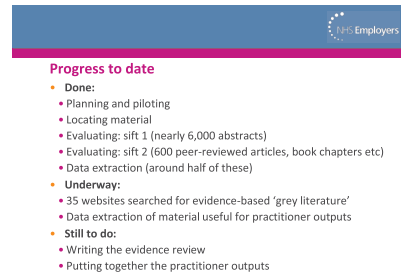 NHS Employers
Progress to date
• Done:
• Planning and piloting
• Locating material
• Evaluating: sift 1 (nearly 6,000 abstracts)
• Evaluating: sift 2 (600 peer-reviewed articles, book chapters etc)
• Data extraction (around half of these)
• Underway:
• 35 websites searched for evidence-based ‘grey literature’
• Data extraction of material useful for practitioner outputs
• Still to do:
• Writing the evidence review
• Putting together the practitioner outputs